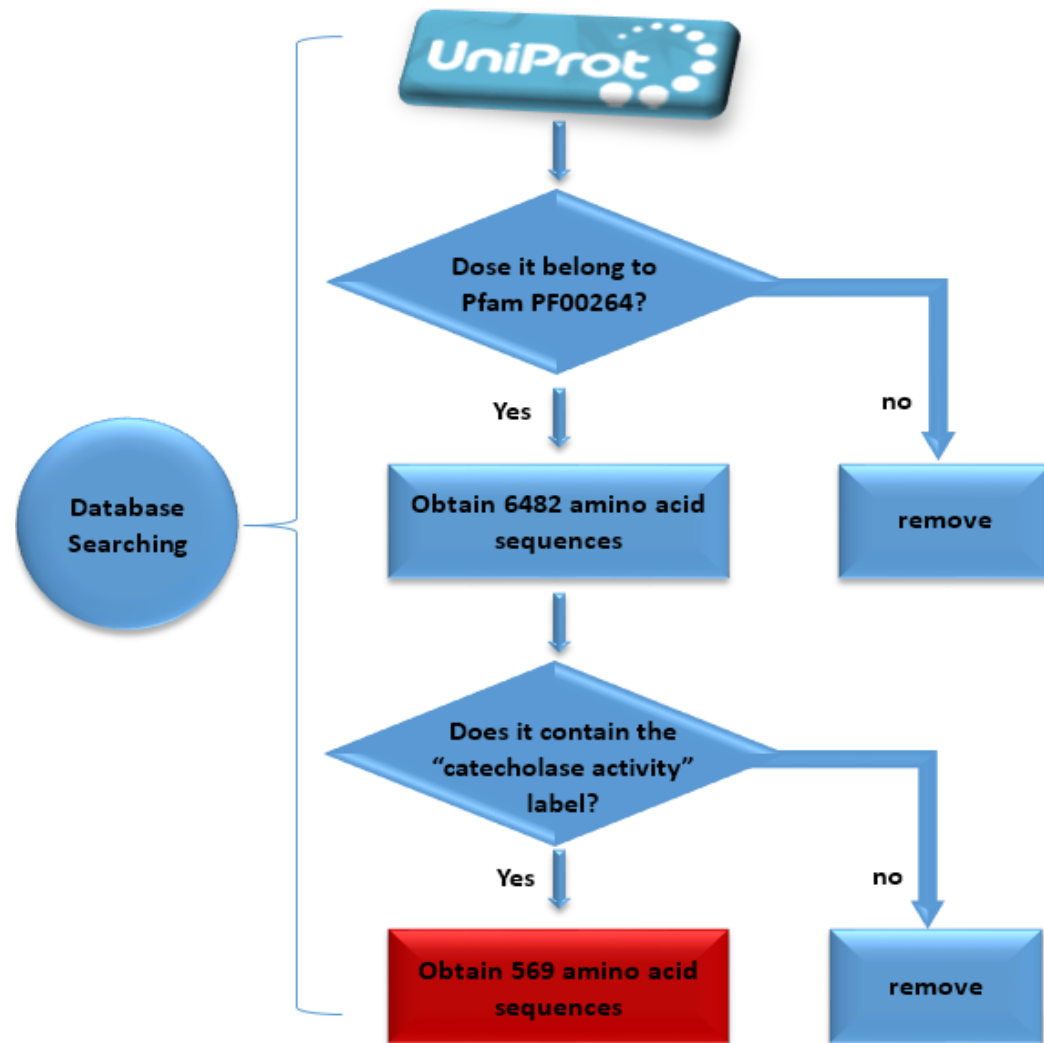 UniProt
Dose it belong to
Pfam PF00264?
Yes
no
Obtain 6482 amino acid
sequences
remove
Database
Searching
Does it contain the
“catecholase activity”
label?
Yes
no
Obtain 569 amino acid
sequences
remove